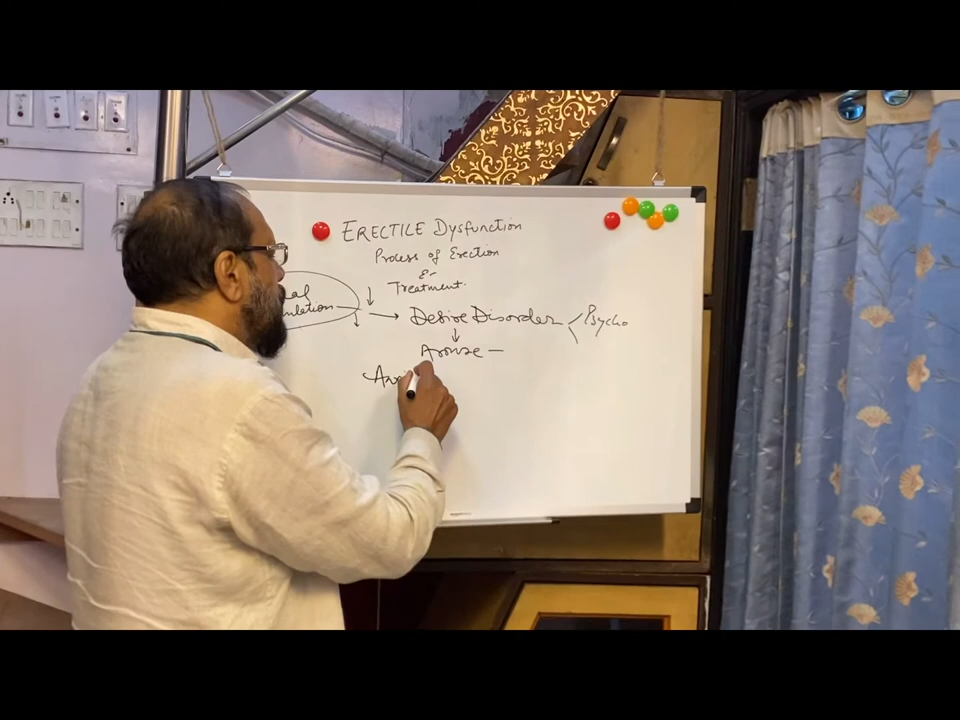 ERECTILE Dysfunction
Process of Erection
&
Treatment.
↓ → Desire Disorder < Psycho
↓
Arouse —